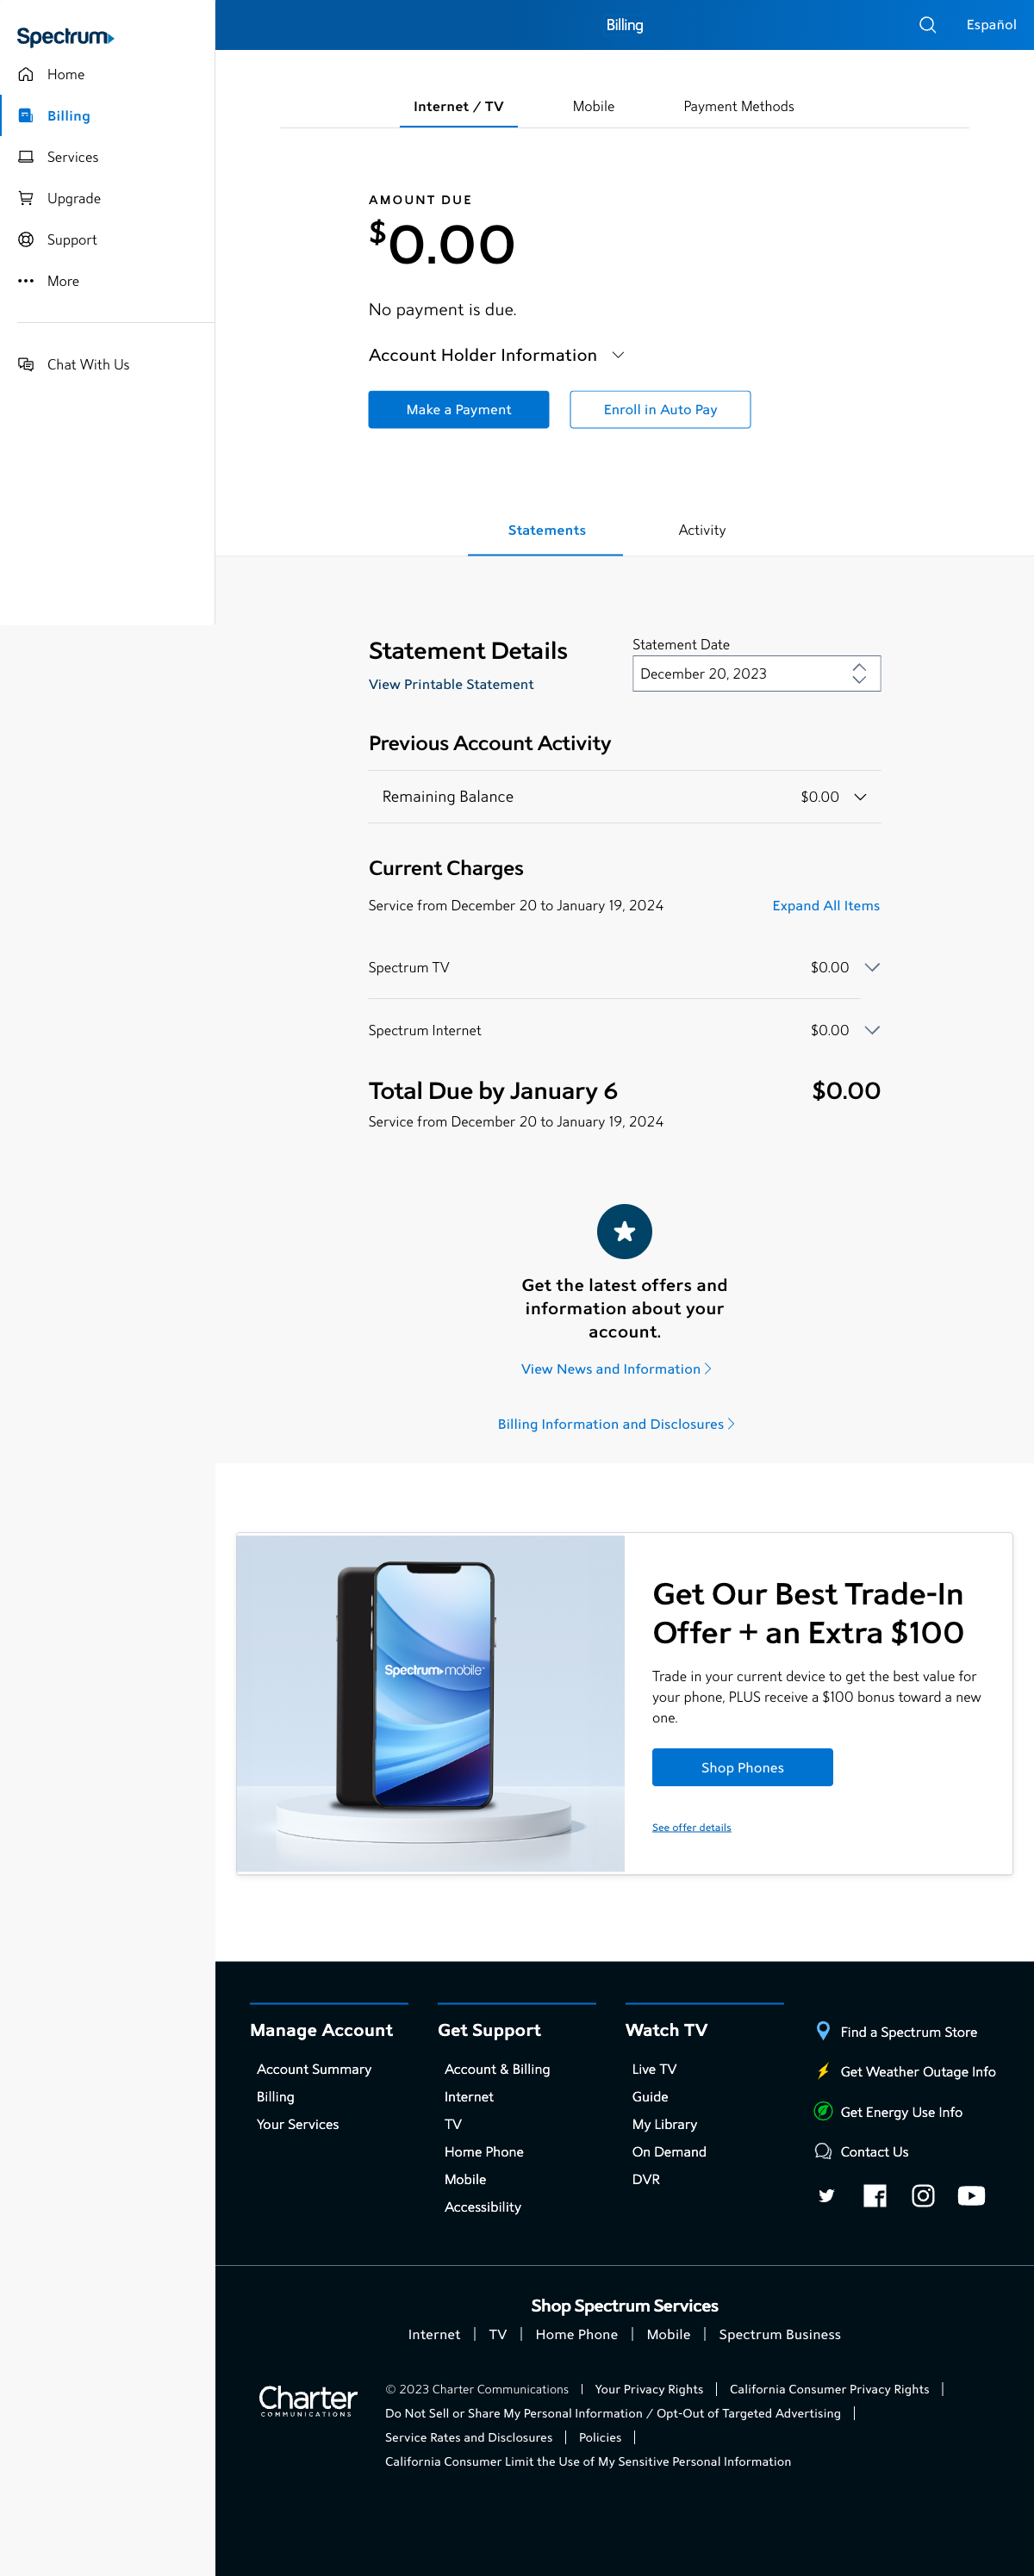 Spectrum
Home
Billing
Services
Upgrade
Support
More
Chat With Us
Billing
Español
Internet / TV
Mobile
Payment Methods
AMOUNT DUE
$0.00
No payment is due.
Account Holder Information
Make a Payment
Enroll in Auto Pay
Statements
Activity
Statement Details
View Printable Statement
Statement Date
December 20, 2023
Previous Account Activity
Remaining Balance $0.00
Current Charges
Service from December 20 to January 19, 2024
Expand All Items
Spectrum TV $0.00
Spectrum Internet $0.00
Total Due by January 6 $0.00
Service from December 20 to January 19, 2024
Get the latest offers and
information about your
account.
View News and Information
Billing Information and Disclosures
Spectrum mobile
Get Our Best Trade-In
Offer + an Extra $100
Trade in your current device to get the best value for
your phone, PLUS receive a $100 bonus toward a new
one.
Shop Phones
See offer details
Manage Account
Account Summary
Billing
Your Services
Get Support
Account & Billing
Internet
TV
Home Phone
Mobile
Accessibility
Watch TV
Live TV
Guide
My Library
On Demand
DVR
Find a Spectrum Store
Get Weather Outage Info
Get Energy Use Info
Contact Us
Shop Spectrum Services
Internet | TV | Home Phone | Mobile | Spectrum Business
Charter
COMMUNICATIONS
© 2023 Charter Communications | Your Privacy Rights | California Consumer Privacy Rights |
Do Not Sell or Share My Personal Information / Opt-Out of Targeted Advertising |
Service Rates and Disclosures | Policies |
California Consumer Limit the Use of My Sensitive Personal Information